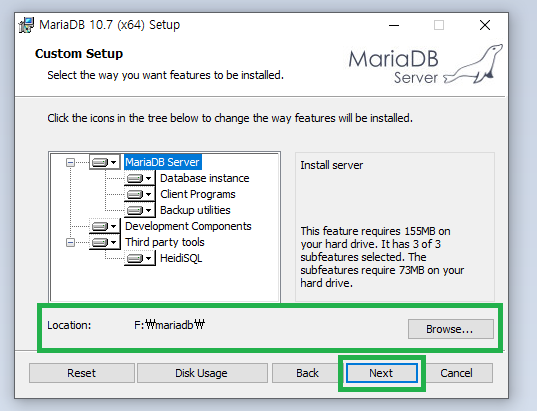 MariaDB 10.7 (x64) Setup
Custom Setup
Select the way you want features to be installed.
MariaDB
Server
Click the icons in the tree below to change the way features will be installed.
MariaDB Server
Database instance
Client Programs
Backup utilities
Development Components
Third party tools
HeidiSQL
Install server
This feature requires 155MB on
your hard drive. It has 3 of 3
subfeatures selected. The
subfeatures require 73MB on your
hard drive.
Location: F:₩mariadb₩
Browse...
Reset Disk Usage Back Next Cancel